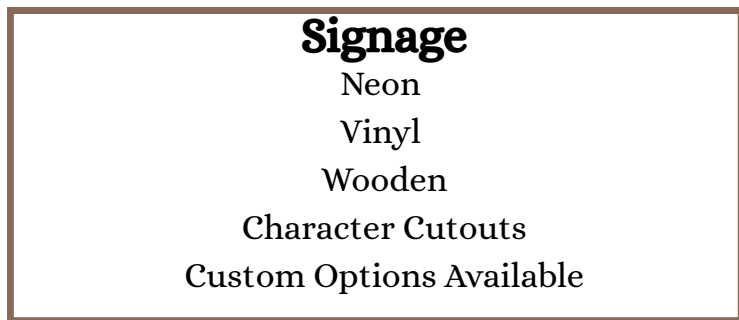 Signage
Neon
Vinyl
Wooden
Character Cutouts
Custom Options Available